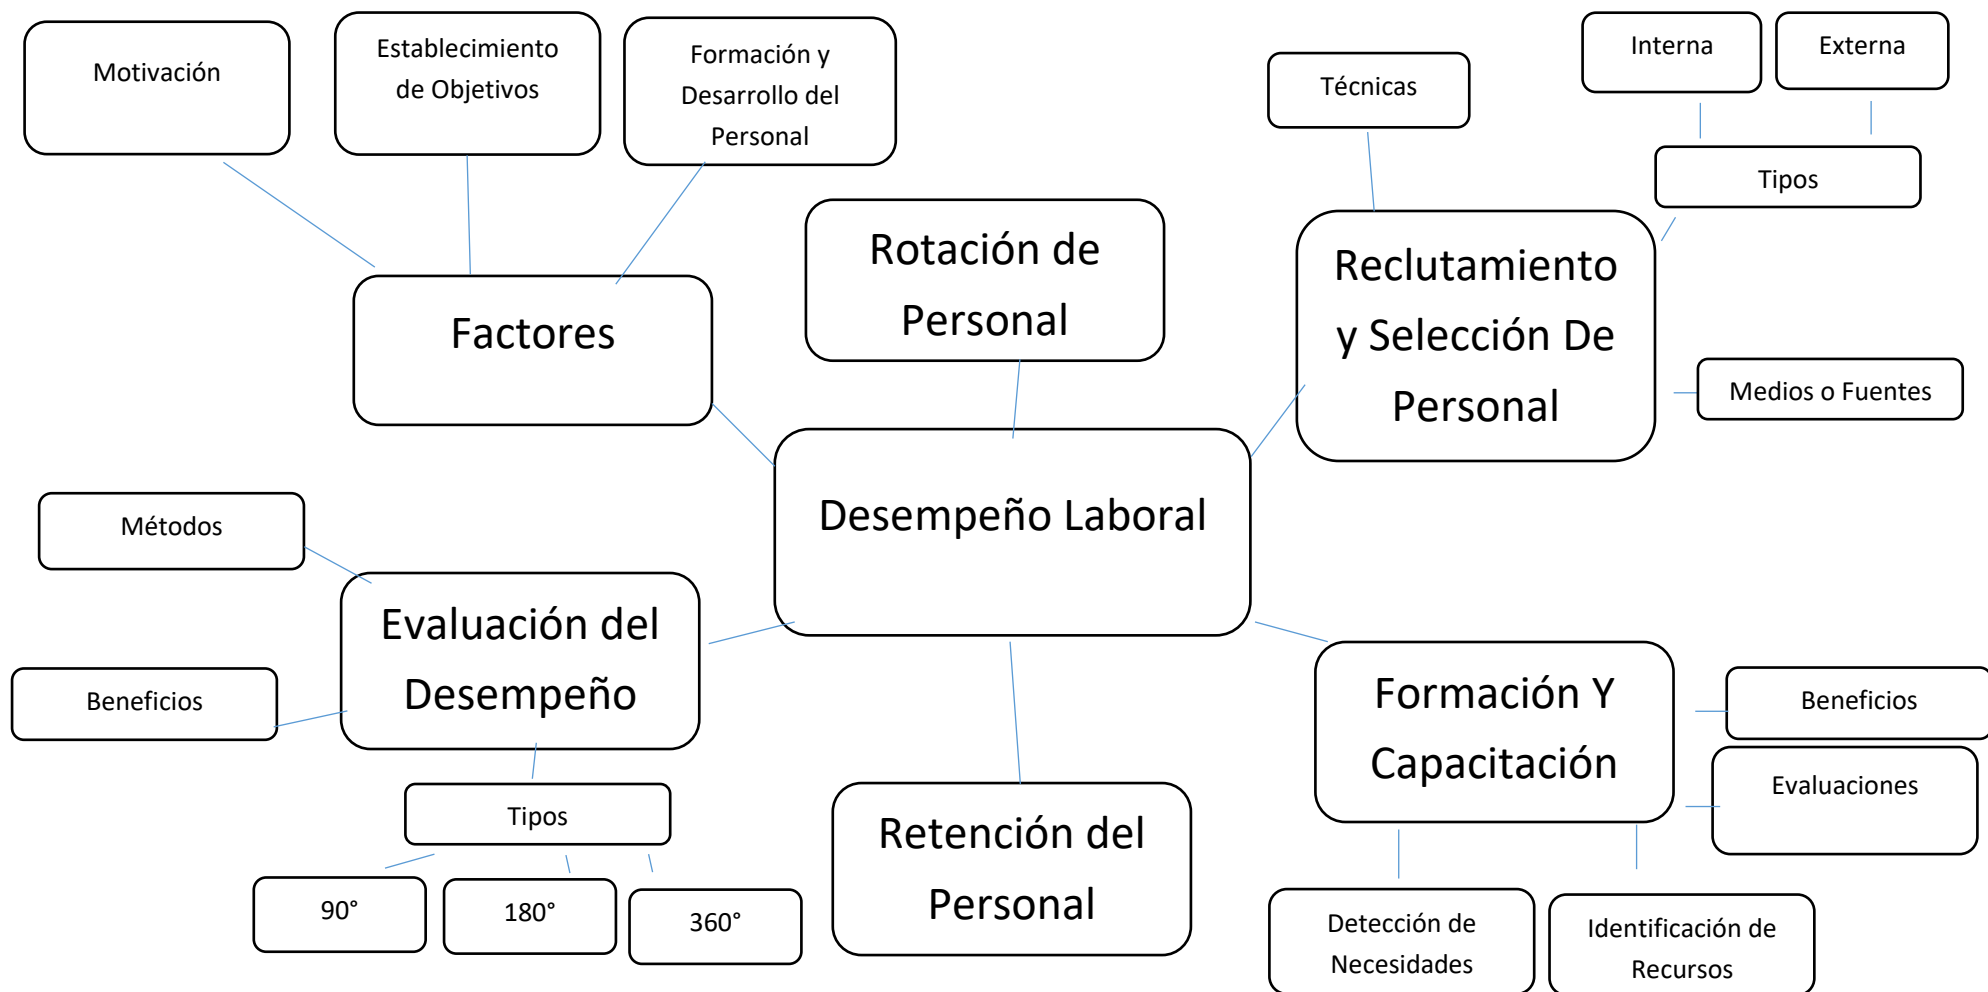 Motivación
Establecimiento
de Objetivos
Formación y
Desarrollo del
Personal
Técnicas
Interna
Externa
Tipos
Factores
Rotación de
Personal
Reclutamiento
y Selección De
Personal
Medios o Fuentes
Desempeño Laboral
Métodos
Evaluación del
Desempeño
Beneficios
Tipos
90°
180°
360°
Retención del
Personal
Formación Y
Capacitación
Beneficios
Evaluaciones
Detección de
Necesidades
Identificación de
Recursos